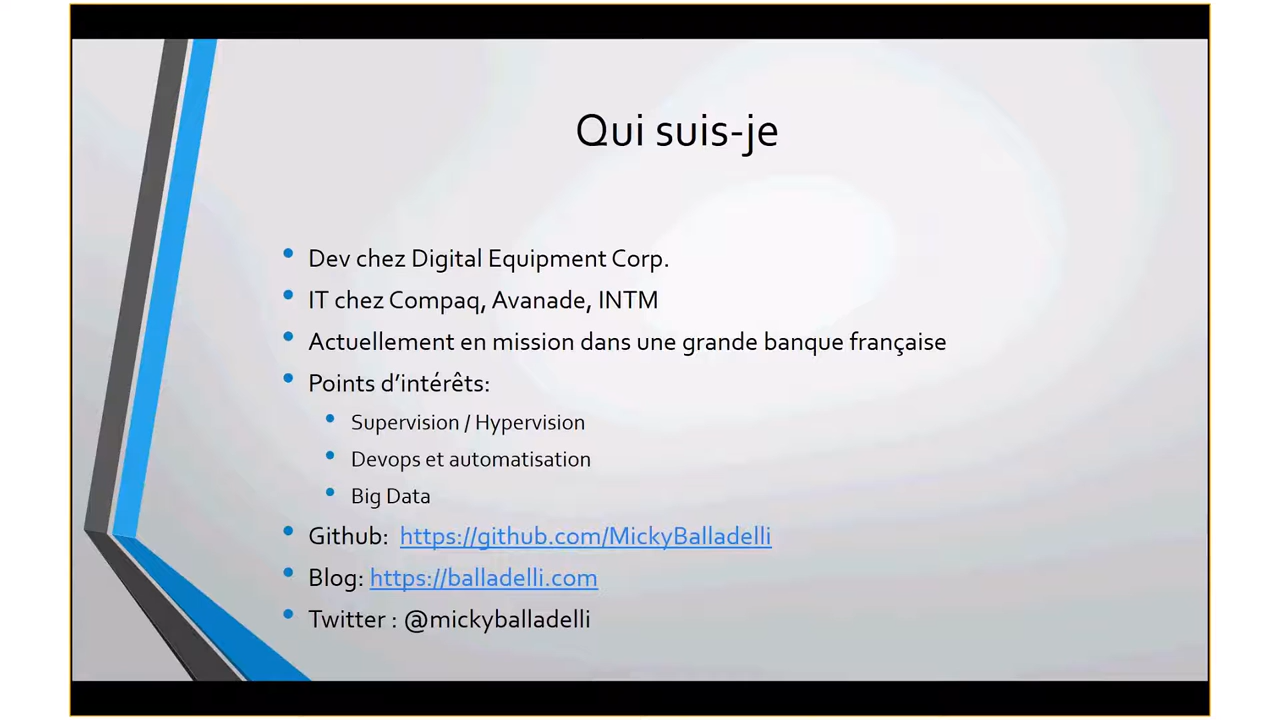 Qui suis-je
Dev chez Digital Equipment Corp.
IT chez Compaq, Avanade, INTM
Actuellement en mission dans une grande banque française
Points d’intérêts:
Supervision / Hypervision
Devops et automatisation
Big Data
Github: https://github.com/MickyBalladelli
Blog: https://balladelli.com
Twitter : @mickyballadelli